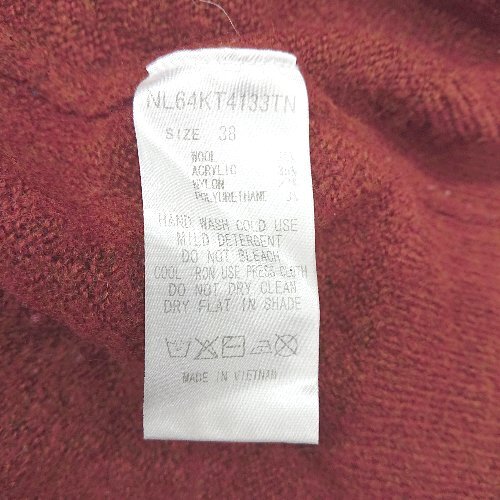 NL64KT4133TN
SIZE 38
WOOL
ACRYLIC
NYLON
POLYURETHANE
HAND WASH COLD USE
MILD DETERGENT
DO NOT BLEACH
COOL IRON USE PRESS CLOTH
DO NOT DRY CLEAN
DRY FLAT IN SHADE
MADE IN VIETNAM